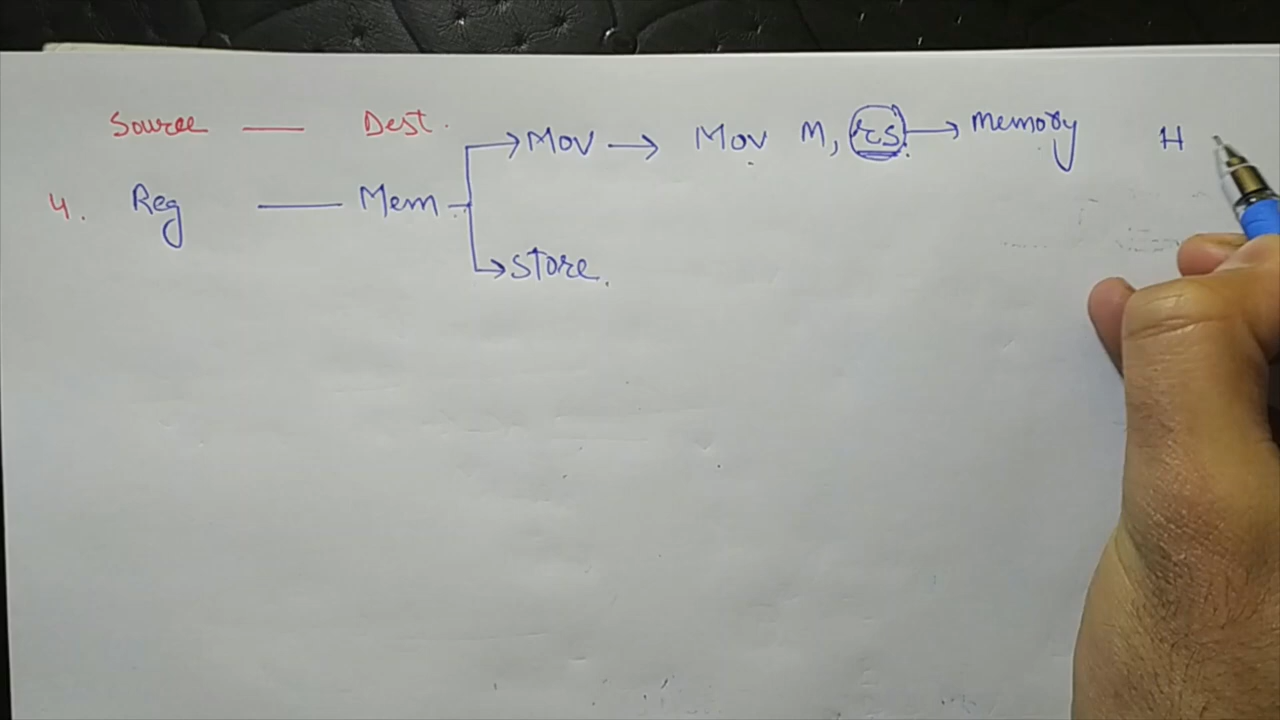 Source — Dest.
→ Mov → Mov M, rs → memory H
4. Reg — Mem
→ store.